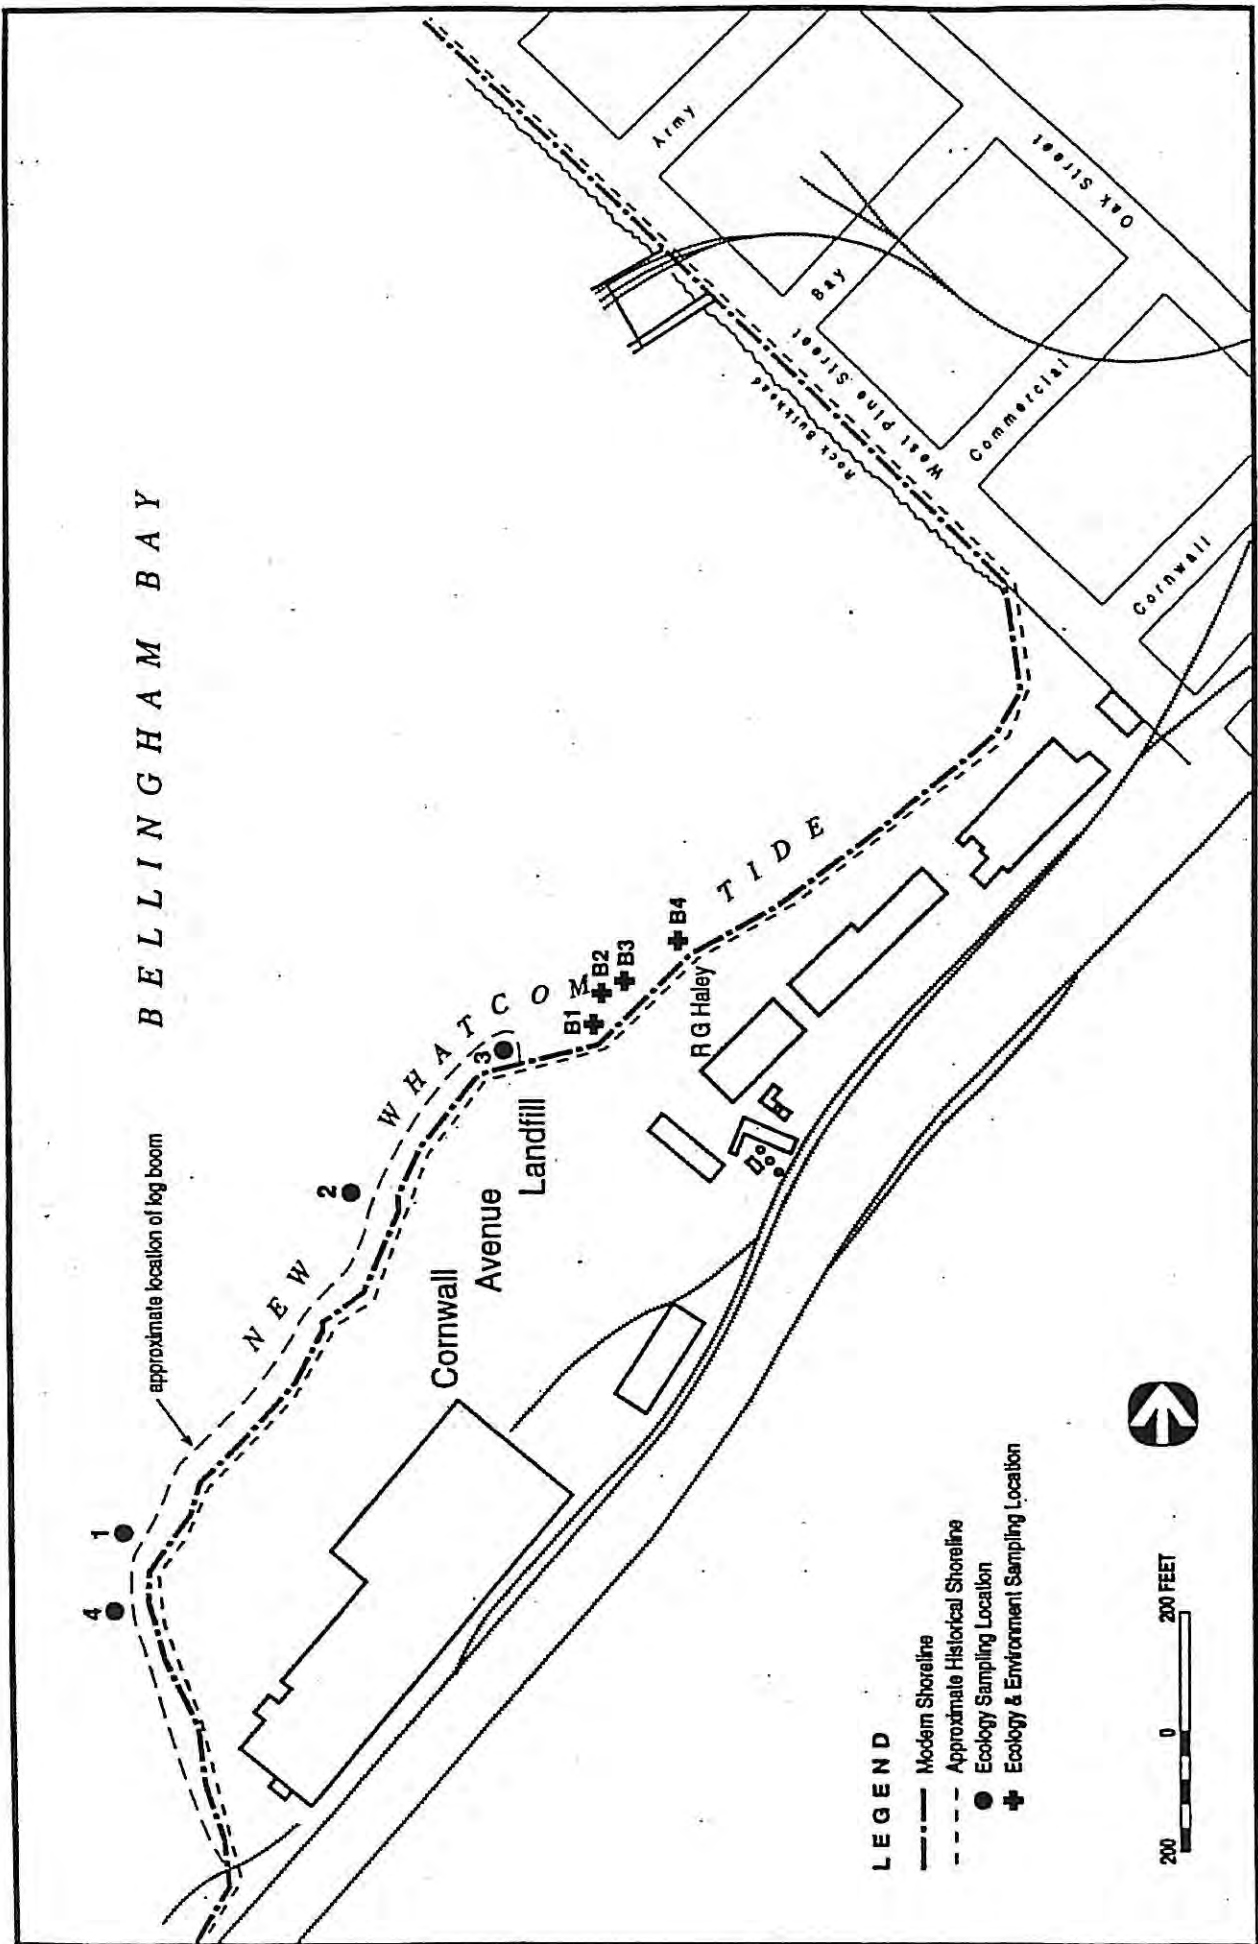 BELLINGHAM BAY
approximate location of log boom
NEW WHATCOM TIDE
4
1
2
3
B1
B2
B3
B4
Cornwall
Avenue
Landfill
R G Haley
Rock Bulkhead
West Pine Street
Army
Bay
Commercial
Cornwall
Oak Street
LEGEND
Modern Shoreline
Approximate Historical Shoreline
Ecology Sampling Location
Ecology & Environment Sampling Location
200 0 200 FEET